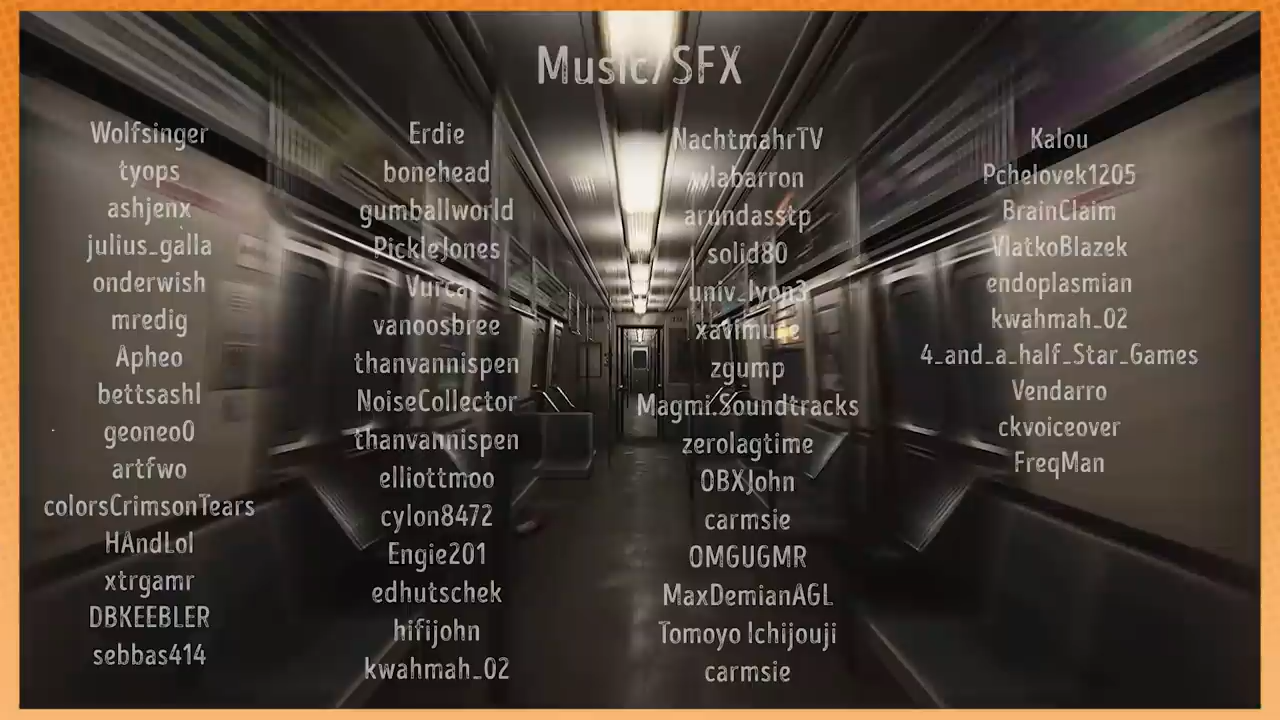 Music/SFX
Wolfsinger
tyops
ashjenx
julius_galla
onderwish
mredig
Apheo
bettsashl
geoneo0
artfwo
colorsCrimsonTears
HAndLol
xtrgamr
DBKEEBLER
sebbas414
Erdie
bonehead
gumballworld
PickleJones
Vurca
vanoosbree
thanvannispen
NoiseCollector
thanvannispen
elliottmoo
cylon8472
Engie201
edhutschek
hifijohn
kwahmah_02
NachtmahrTV
wlabarron
arundasstp
solid80
univ_lyon3
xavimuse
zgump
Magmi.Soundtracks
zerolagtime
OBXJohn
carmsie
OMGUGMR
MaxDemianAGL
Tomoyo Ichijouji
carmsie
Kalou
Pchelovek1205
BrainClaim
VlatkoBlazek
endoplasmian
kwahmah_02
4_and_a_half_Star_Games
Vendarro
ckvoiceover
FreqMan